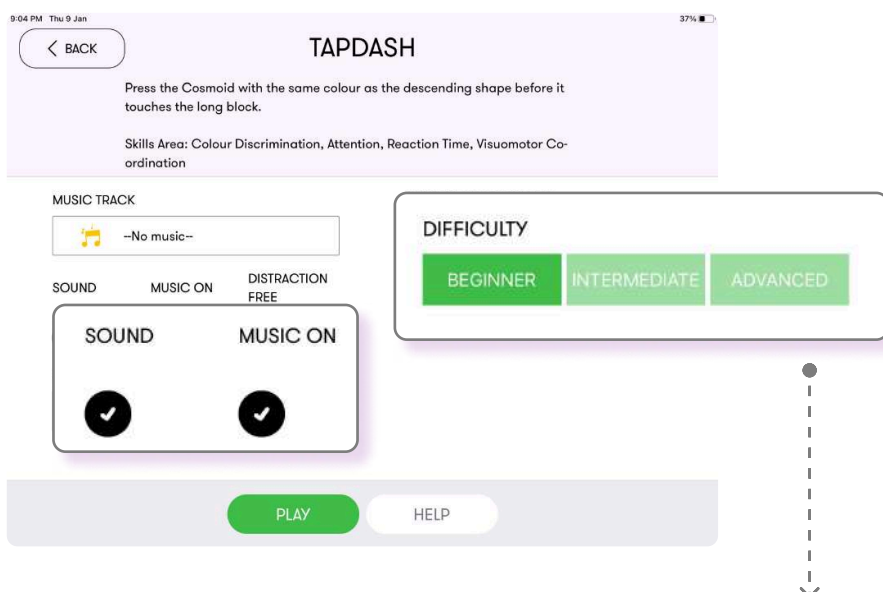 9:04 PM Thu 9 Jan
37%
BACK
TAPDASH
Press the Cosmoid with the same colour as the descending shape before it
touches the long block.
Skills Area: Colour Discrimination, Attention, Reaction Time, Visuomotor Co-
ordination
MUSIC TRACK
--No music--
SOUND MUSIC ON DISTRACTION
FREE
SOUND MUSIC ON
DIFFICULTY
BEGINNER INTERMEDIATE ADVANCED
PLAY HELP